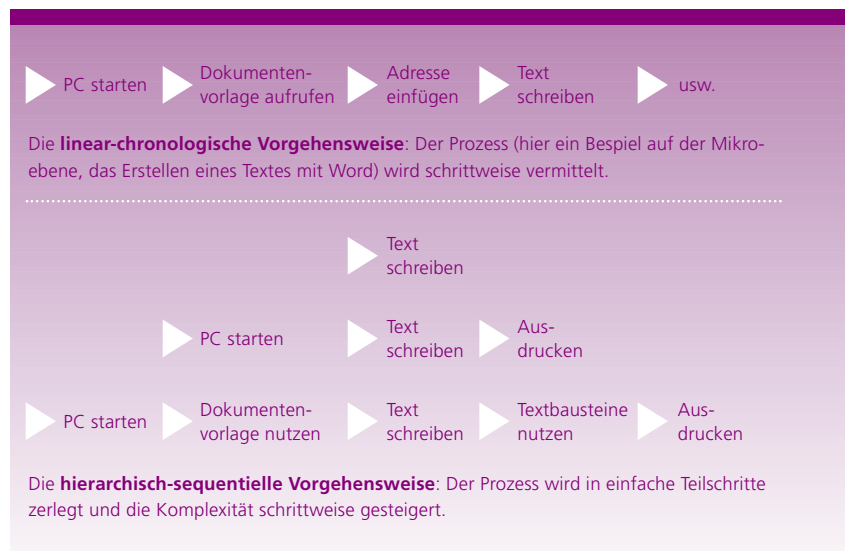 PC starten
Dokumenten-
vorlage aufrufen
Adresse
einfügen
Text
schreiben
usw.
Die linear-chronologische Vorgehensweise: Der Prozess (hier ein Bespiel auf der Mikro-
ebene, das Erstellen eines Textes mit Word) wird schrittweise vermittelt.
Text
schreiben
PC starten
Text
schreiben
Aus-
drucken
PC starten
Dokumenten-
vorlage nutzen
Text
schreiben
Textbausteine
nutzen
Aus-
drucken
Die hierarchisch-sequentielle Vorgehensweise: Der Prozess wird in einfache Teilschritte
zerlegt und die Komplexität schrittweise gesteigert.